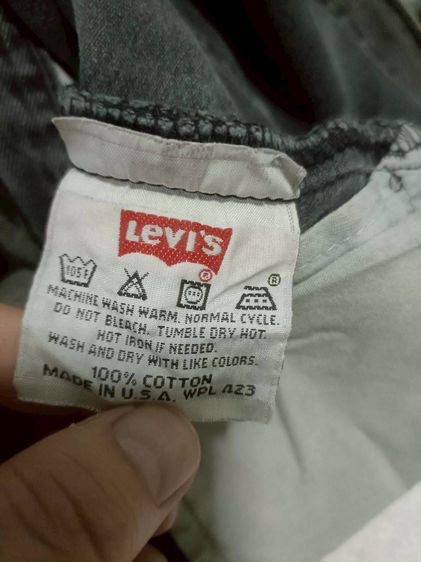 Levi's
®
105F
®
MACHINE WASH WARM. NORMAL CYCLE.
DO NOT BLEACH. TUMBLE DRY HOT.
HOT IRON IF NEEDED.
WASH AND DRY WITH LIKE COLORS.
100% COTTON
MADE IN U.S.A. WPL 423